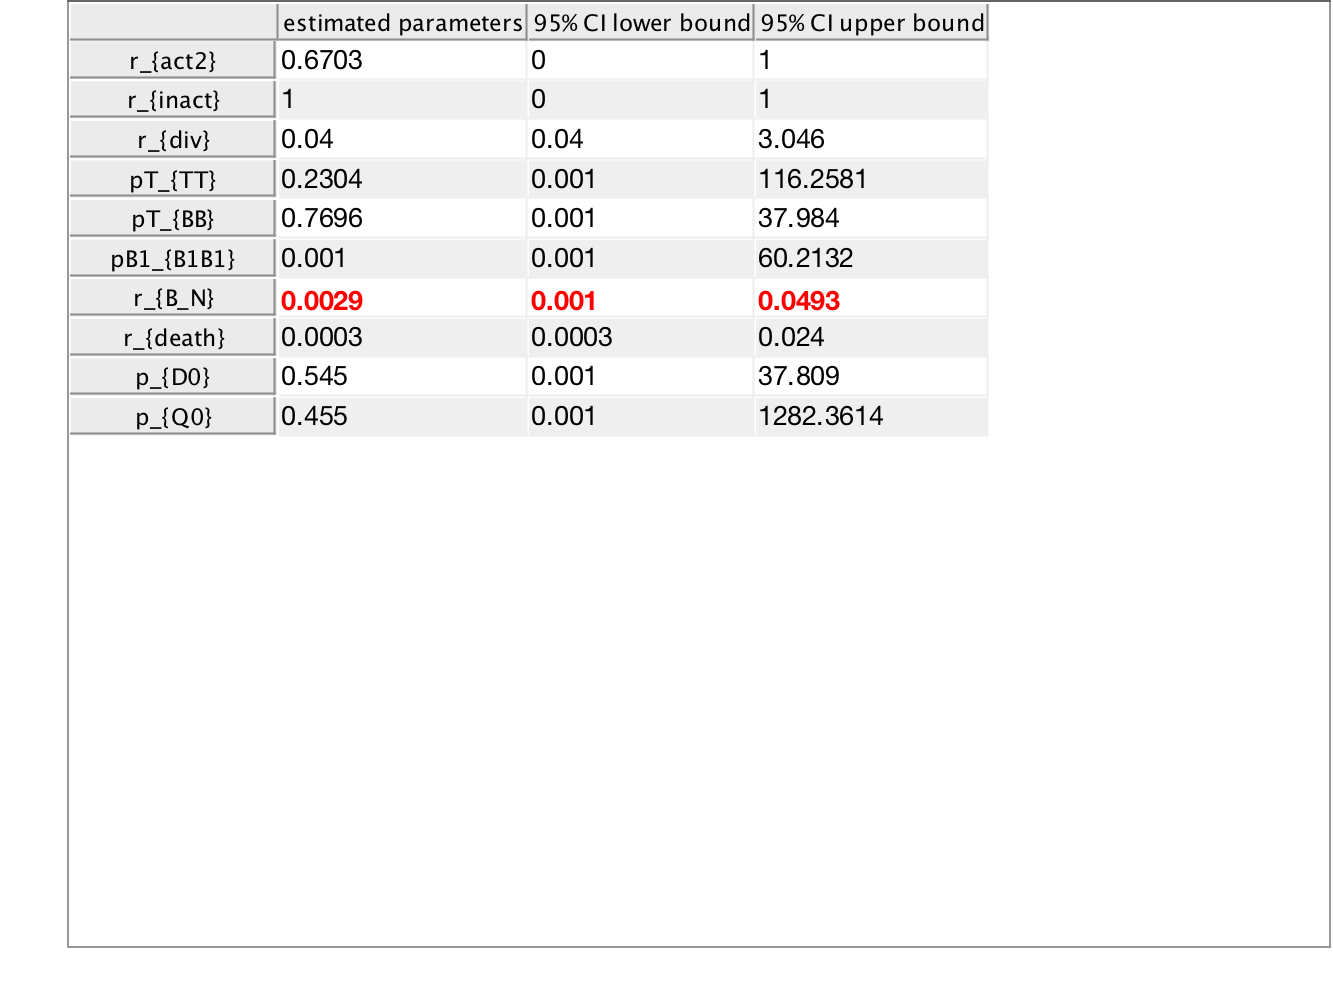 estimated parameters 95% CI lower bound 95% CI upper bound
r_{act2} 0.6703 0 1
r_{inact} 1 0 1
r_{div} 0.04 0.04 3.046
pT_{TT} 0.2304 0.001 116.2581
pT_{BB} 0.7696 0.001 37.984
pB1_{B1B1} 0.001 0.001 60.2132
r_{B_N} 0.0029 0.001 0.0493
r_{death} 0.0003 0.0003 0.024
p_{D0} 0.545 0.001 37.809
p_{Q0} 0.455 0.001 1282.3614